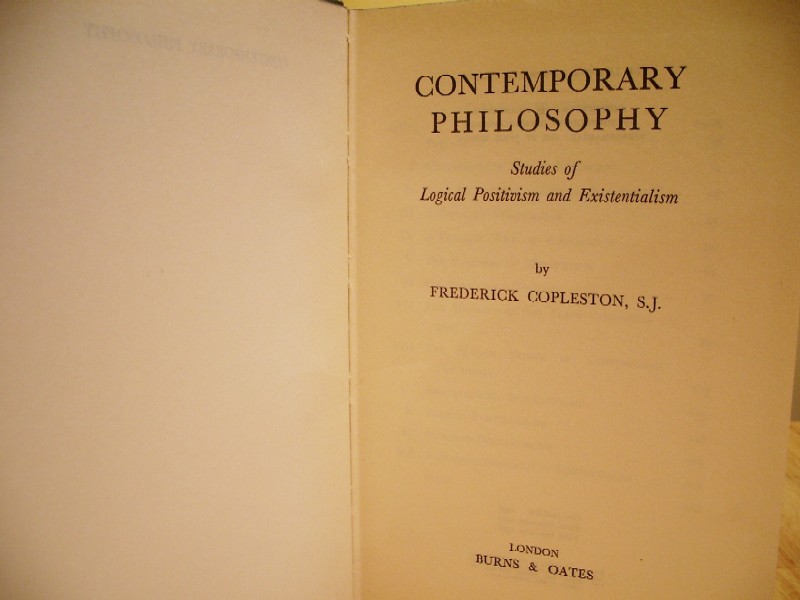 CONTEMPORARY
PHILOSOPHY
Studies of
Logical Positivism and Existentialism
by
FREDERICK COPLESTON, S.J.
LONDON
BURNS & OATES